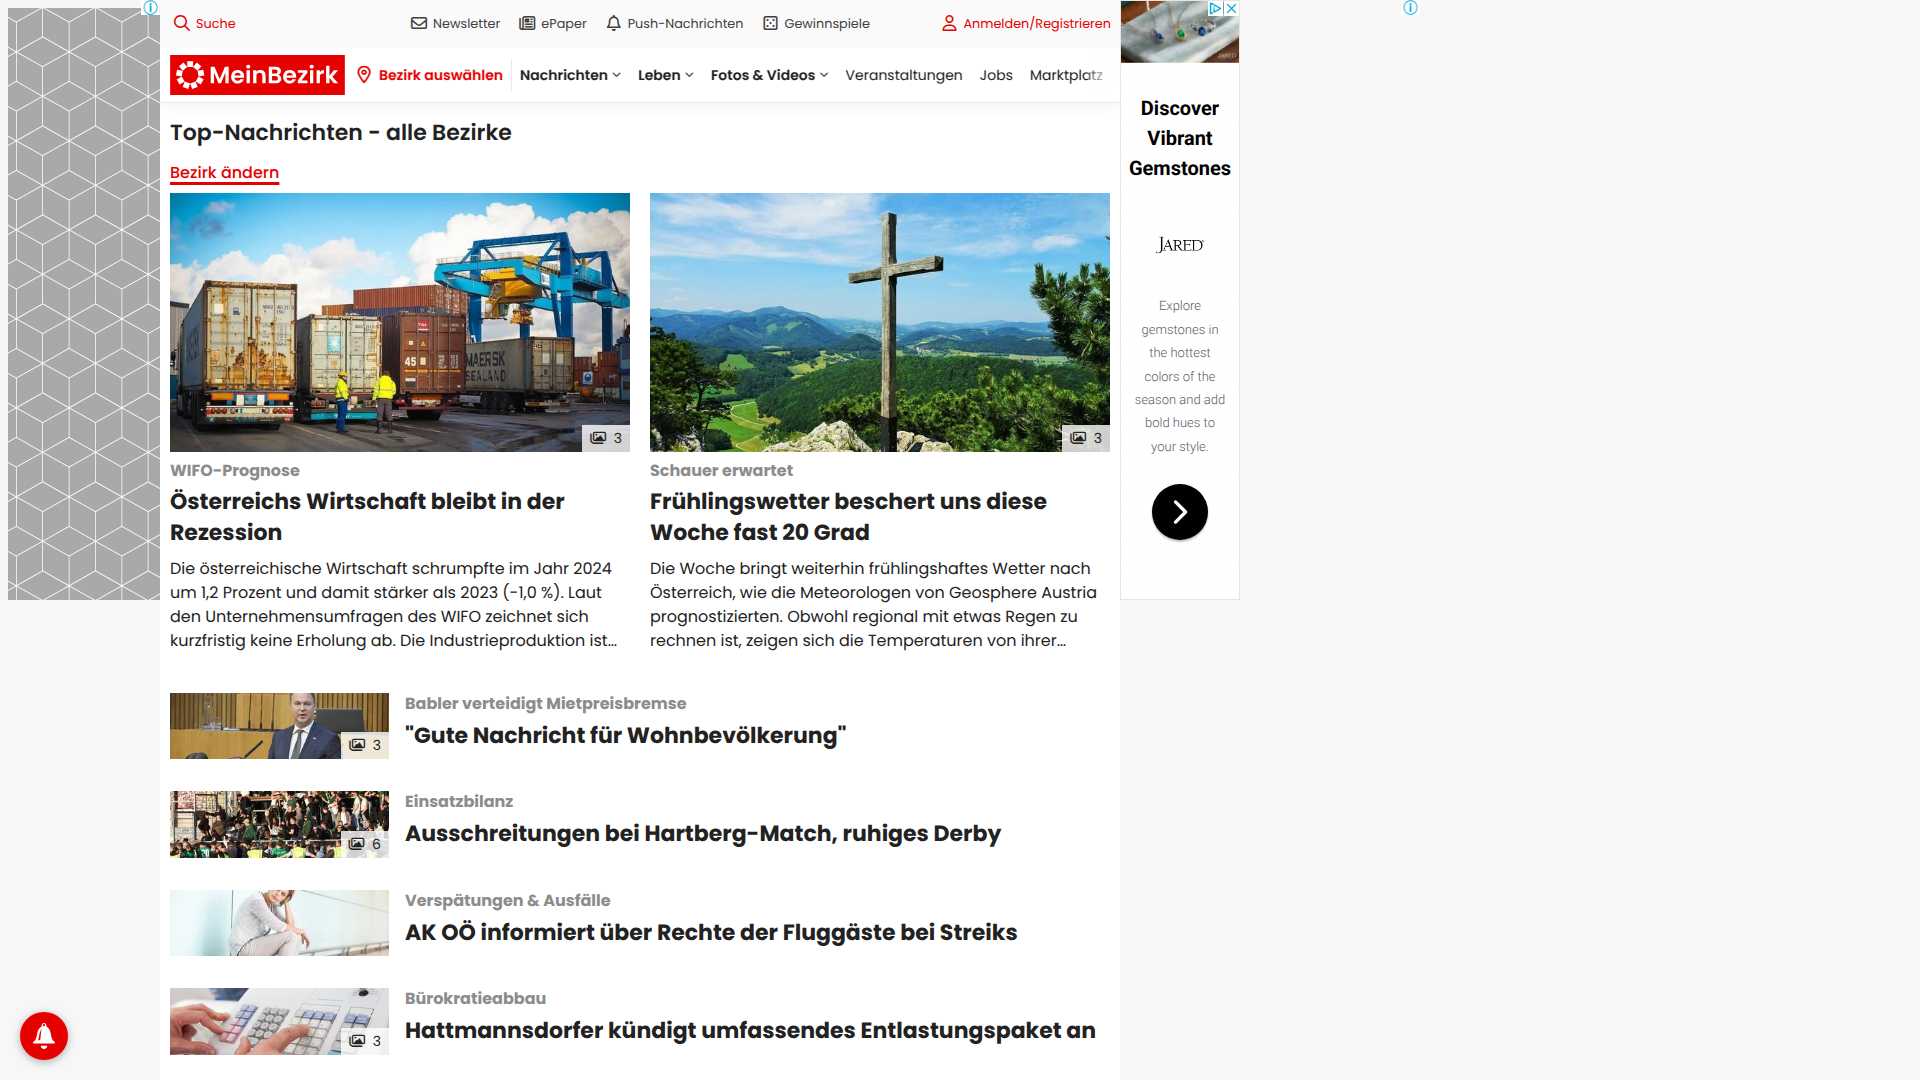 Suche
Newsletter
ePaper
Push-Nachrichten
Gewinnspiele
Anmelden/Registrieren
MeinBezirk
Bezirk auswählen
Nachrichten
Leben
Fotos & Videos
Veranstaltungen
Jobs
Marktplatz
Top-Nachrichten - alle Bezirke
Bezirk ändern
3
WIFO-Prognose
Österreichs Wirtschaft bleibt in der
Rezession
Die österreichische Wirtschaft schrumpfte im Jahr 2024
um 1,2 Prozent und damit stärker als 2023 (-1,0 %). Laut
den Unternehmensumfragen des WIFO zeichnet sich
kurzfristig keine Erholung ab. Die Industrieproduktion ist...
3
Schauer erwartet
Frühlingswetter beschert uns diese
Woche fast 20 Grad
Die Woche bringt weiterhin frühlingshaftes Wetter nach
Österreich, wie die Meteorologen von Geosphere Austria
prognostizierten. Obwohl regional mit etwas Regen zu
rechnen ist, zeigen sich die Temperaturen von ihrer...
3
Babler verteidigt Mietpreisbremse
"Gute Nachricht für Wohnbevölkerung"
6
Einsatzbilanz
Ausschreitungen bei Hartberg-Match, ruhiges Derby
Verspätungen & Ausfälle
AK OÖ informiert über Rechte der Fluggäste bei Streiks
3
Bürokratieabbau
Hattmannsdorfer kündigt umfassendes Entlastungspaket an
Discover
Vibrant
Gemstones
JARED
Explore
gemstones in
the hottest
colors of the
season and add
bold hues to
your style.